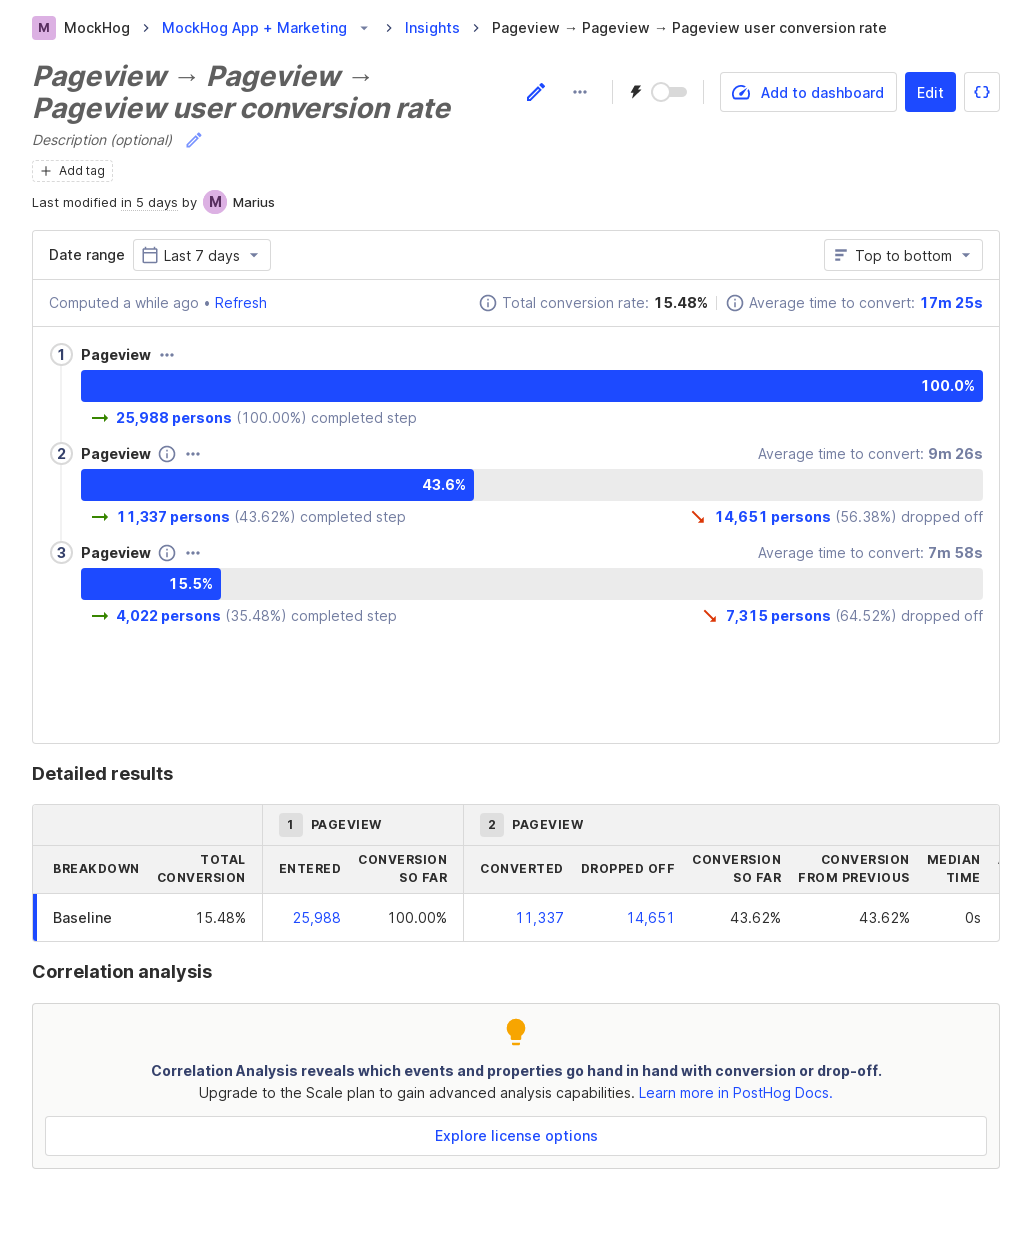 M MockHog > MockHog App + Marketing > Insights > Pageview → Pageview → Pageview user conversion rate
Pageview → Pageview →
Pageview user conversion rate
Add to dashboard
Edit
{}
Description (optional)
+ Add tag
Last modified in 5 days by M Marius
Date range Last 7 days Top to bottom
Computed a while ago • Refresh Total conversion rate: 15.48% Average time to convert: 17m 25s
1 Pageview
100.0%
25,988 persons (100.00%) completed step
2 Pageview Average time to convert: 9m 26s
43.6%
11,337 persons (43.62%) completed step 14,651 persons (56.38%) dropped off
3 Pageview Average time to convert: 7m 58s
15.5%
4,022 persons (35.48%) completed step 7,315 persons (64.52%) dropped off
Detailed results
1 PAGEVIEW 2 PAGEVIEW
BREAKDOWN TOTAL CONVERSION ENTERED CONVERSION SO FAR CONVERTED DROPPED OFF CONVERSION SO FAR CONVERSION FROM PREVIOUS MEDIAN TIME
Baseline 15.48% 25,988 100.00% 11,337 14,651 43.62% 43.62% 0s
Correlation analysis
Correlation Analysis reveals which events and properties go hand in hand with conversion or drop-off.
Upgrade to the Scale plan to gain advanced analysis capabilities. Learn more in PostHog Docs.
Explore license options